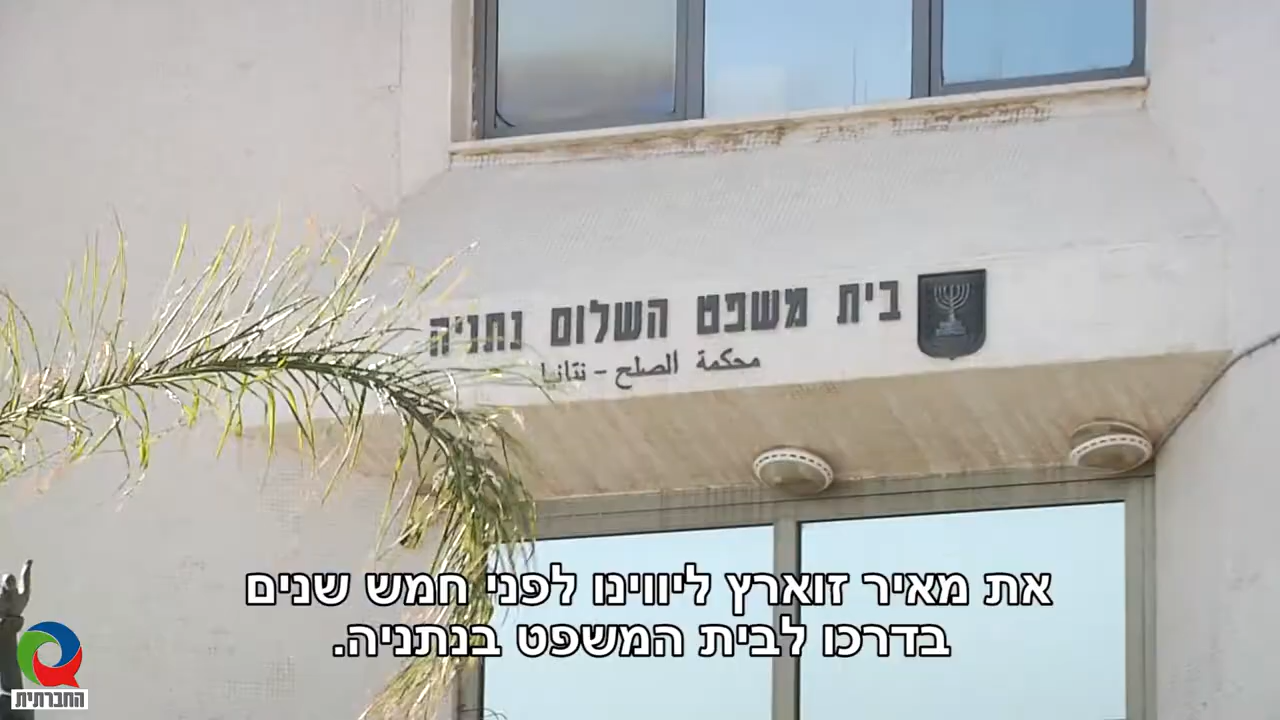 בית משפט השלום נתניה
محكمة الصلح - نتانيا
את מאיר זוארץ ליווינו לפני חמש שנים
בדרכו לבית המשפט בנתניה.
החברתית